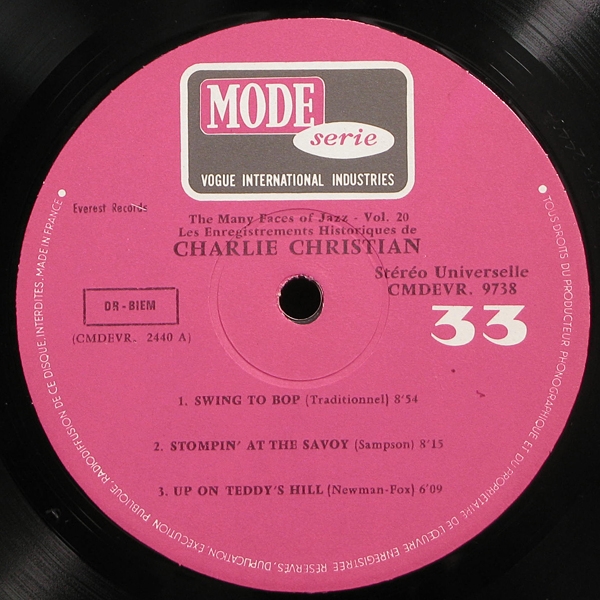 MODE
serie
VOGUE INTERNATIONAL INDUSTRIES
Everest Records
The Many Faces of Jazz - Vol. 20
Les Enregistrements Historiques de
CHARLIE CHRISTIAN
Stéréo Universelle
CMDEVR. 9738
33
DR-BIEM
(CMDEVR. 2440 A)
1. SWING TO BOP (Traditionnel) 8'54
2. STOMPIN' AT THE SAVOY (Sampson) 8'15
3. UP ON TEDDY'S HILL (Newman-Fox) 6'09
• TOUS DROITS DU PRODUCTEUR PHONOGRAPHIQUE ET DU PROPRIETAIRE DE L'ŒUVRE ENREGISTREE RESERVES, DUPLICATION, EXECUTION PUBLIQUE, RADIODIFFUSION DE CE DISQUE, INTERDITES. MADE IN FRANCE •